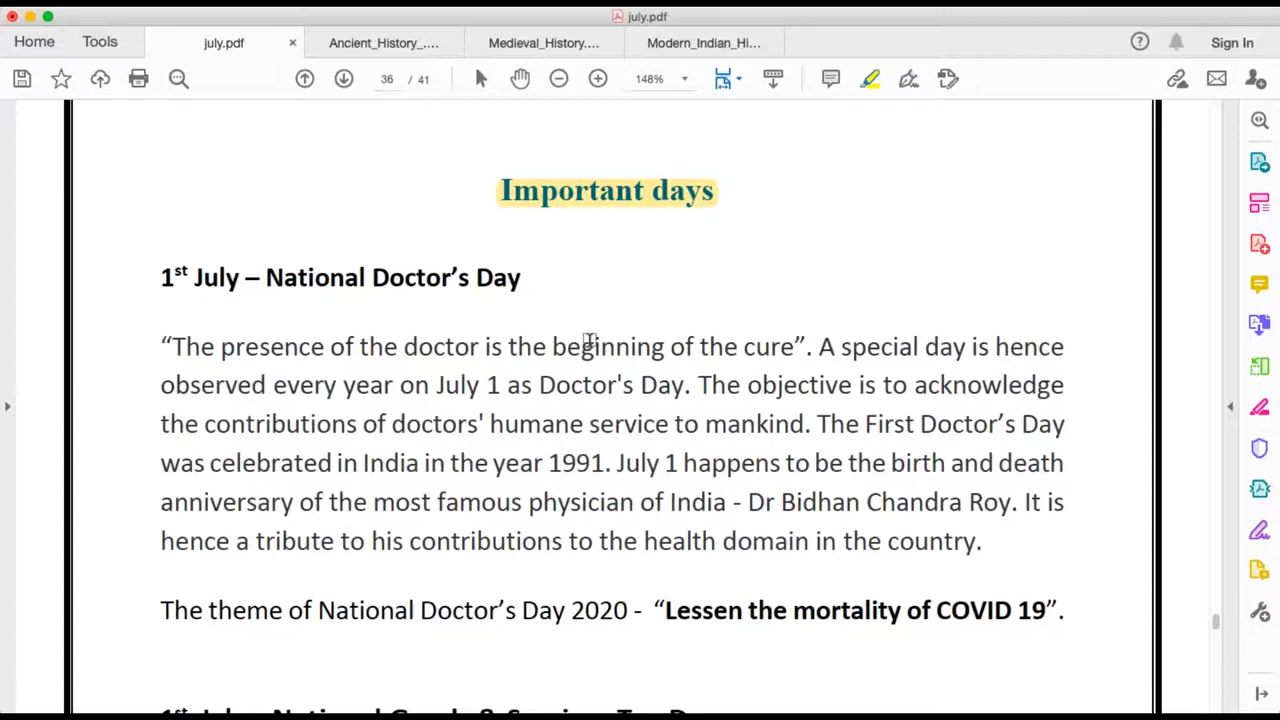 july.pdf
Home Tools july.pdf × Ancient_History_.... Medieval_History.... Modern_Indian_Hi... Sign In
36 / 41 148%
Important days
1st July – National Doctor’s Day
“The presence of the doctor is the beginning of the cure”. A special day is hence
observed every year on July 1 as Doctor's Day. The objective is to acknowledge
the contributions of doctors' humane service to mankind. The First Doctor’s Day
was celebrated in India in the year 1991. July 1 happens to be the birth and death
anniversary of the most famous physician of India - Dr Bidhan Chandra Roy. It is
hence a tribute to his contributions to the health domain in the country.
The theme of National Doctor’s Day 2020 - “Lessen the mortality of COVID 19”.
1st July – National Goods & Services Tax D